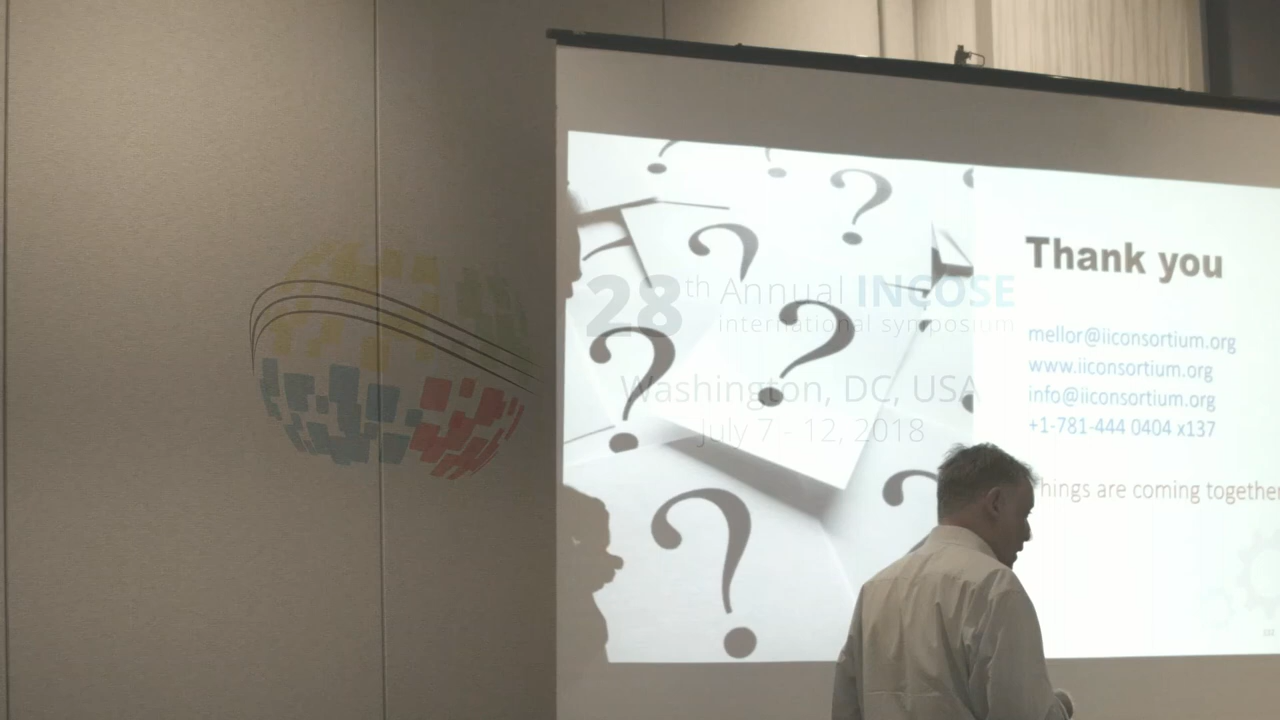 28th Annual INCOSE
international symposium
Washington, DC, USA
July 7 - 12, 2018
Thank you
mellor@iiconsortium.org
www.iiconsortium.org
info@iiconsortium.org
+1-781-444 0404 x137
hings are coming together
? ? ? ? ? ? ? ? ?